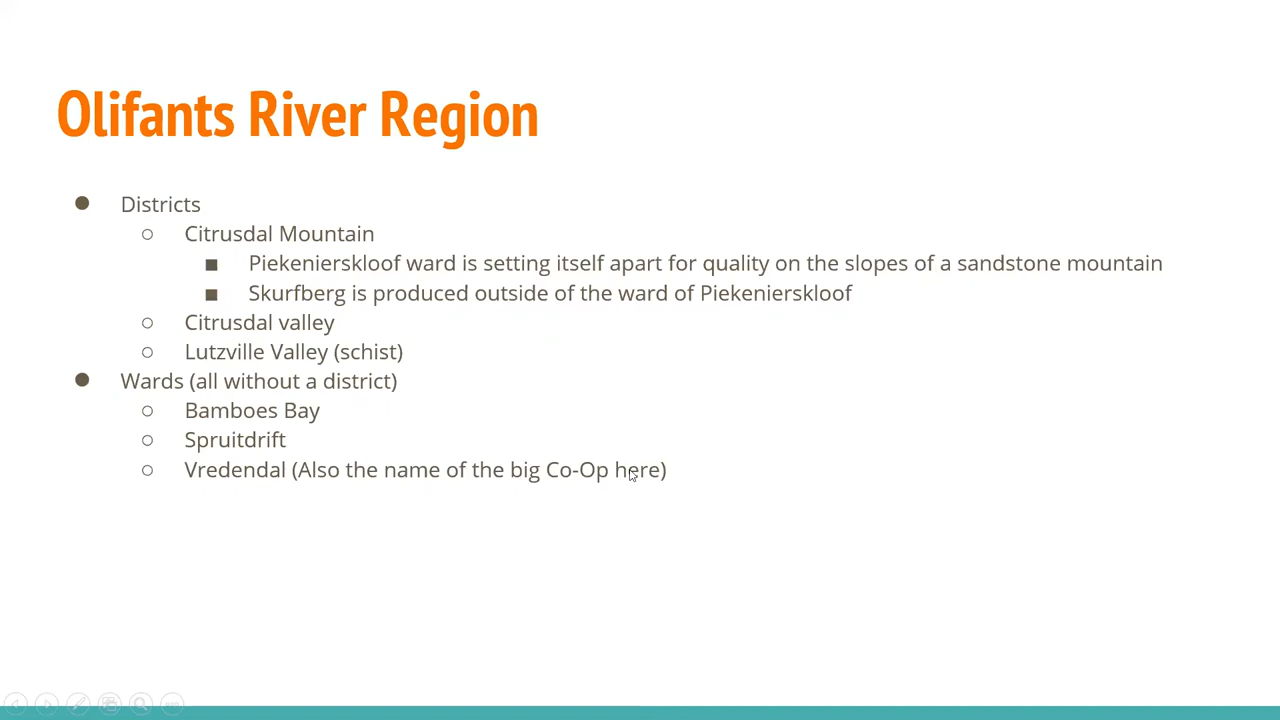 Olifants River Region
● Districts
○ Citrusdal Mountain
■ Piekenierskloof ward is setting itself apart for quality on the slopes of a sandstone mountain
■ Skurfberg is produced outside of the ward of Piekenierskloof
○ Citrusdal valley
○ Lutzville Valley (schist)
● Wards (all without a district)
○ Bamboes Bay
○ Spruitdrift
○ Vredendal (Also the name of the big Co-Op here)